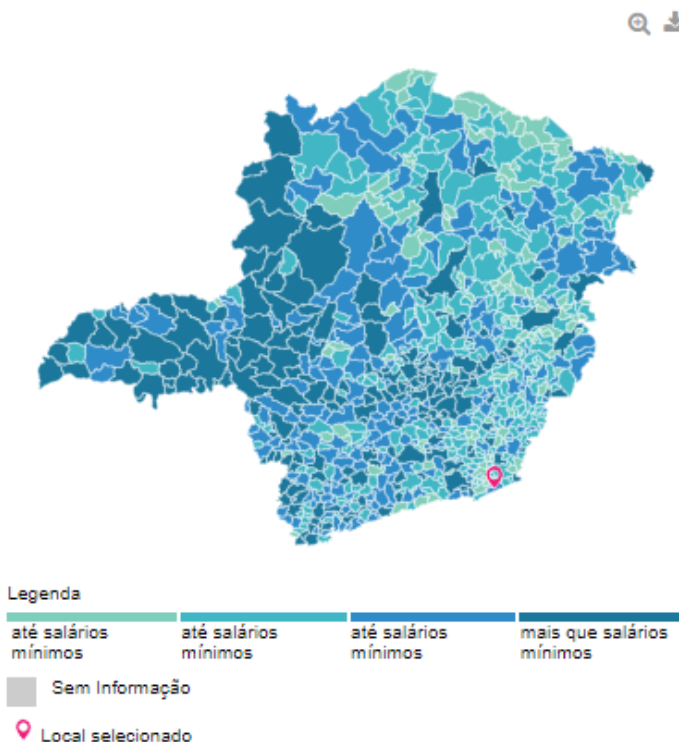 Legenda
até salários
mínimos
até salários
mínimos
até salários
mínimos
mais que salários
mínimos
Sem Informação
Local selecionado